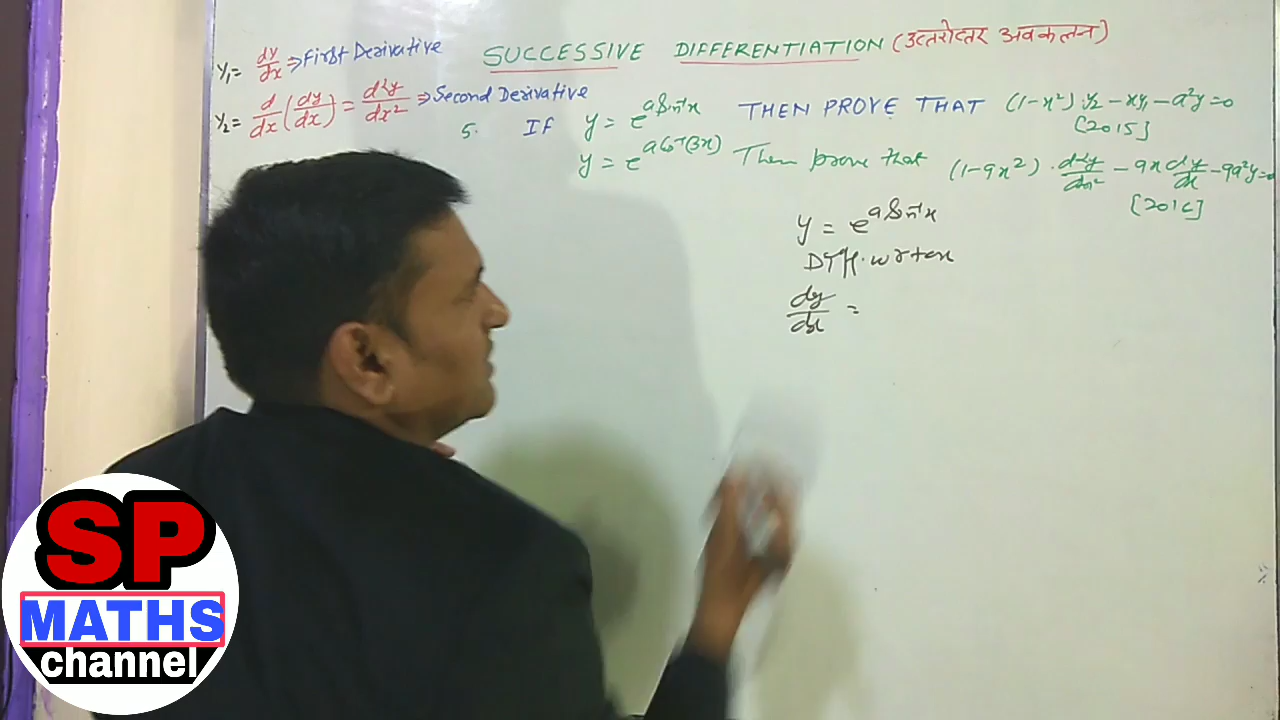 SUCCESSIVE DIFFERENTIATION (उत्तरोत्तर अवकलन)
y₁ = dy/dx ⇒ First Derivative
y₂ = d/dx (dy/dx) = d²y/dx² ⇒ Second Derivative
5. If y = e^(a Sin⁻¹x) THEN PROVE THAT (1-x²) y₂ - xy₁ - a²y = 0
[2015]
y = e^(a Cos⁻¹(3x)) Then prove that (1-9x²) · d²y/dx² - 9x dy/dx - 9a²y = 0
y = e^(a Sin⁻¹x)
Diff. w r to x
dy/dx =
SP
MATHS
channel